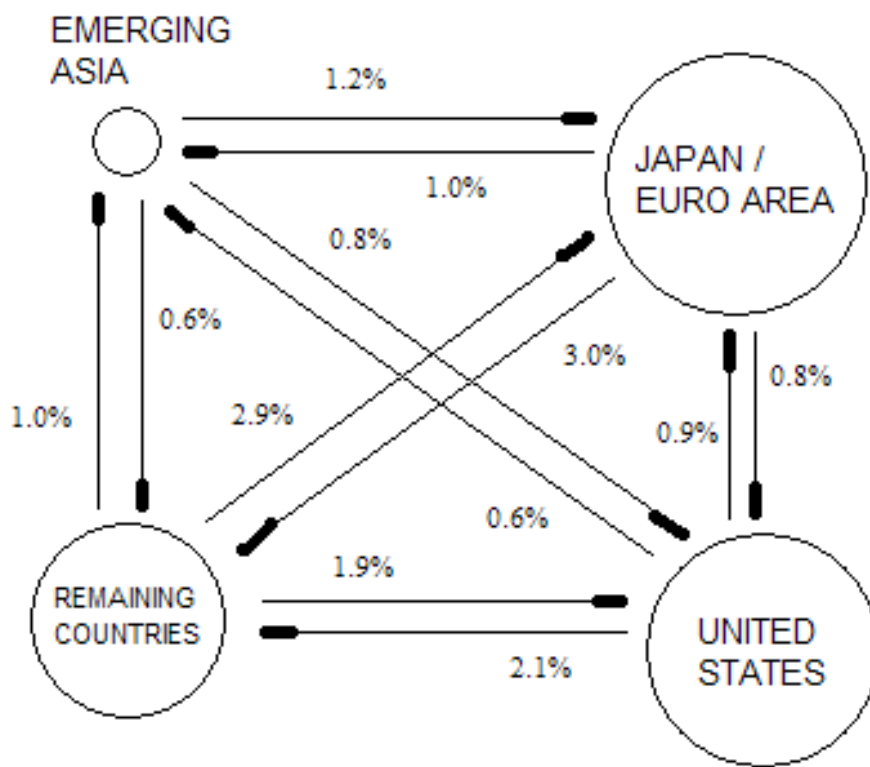 EMERGING
ASIA
1.2%
JAPAN /
EURO AREA
1.0%
0.8%
0.6%
3.0%
0.8%
1.0%
2.9%
0.9%
0.6%
1.9%
REMAINING
COUNTRIES
UNITED
STATES
2.1%